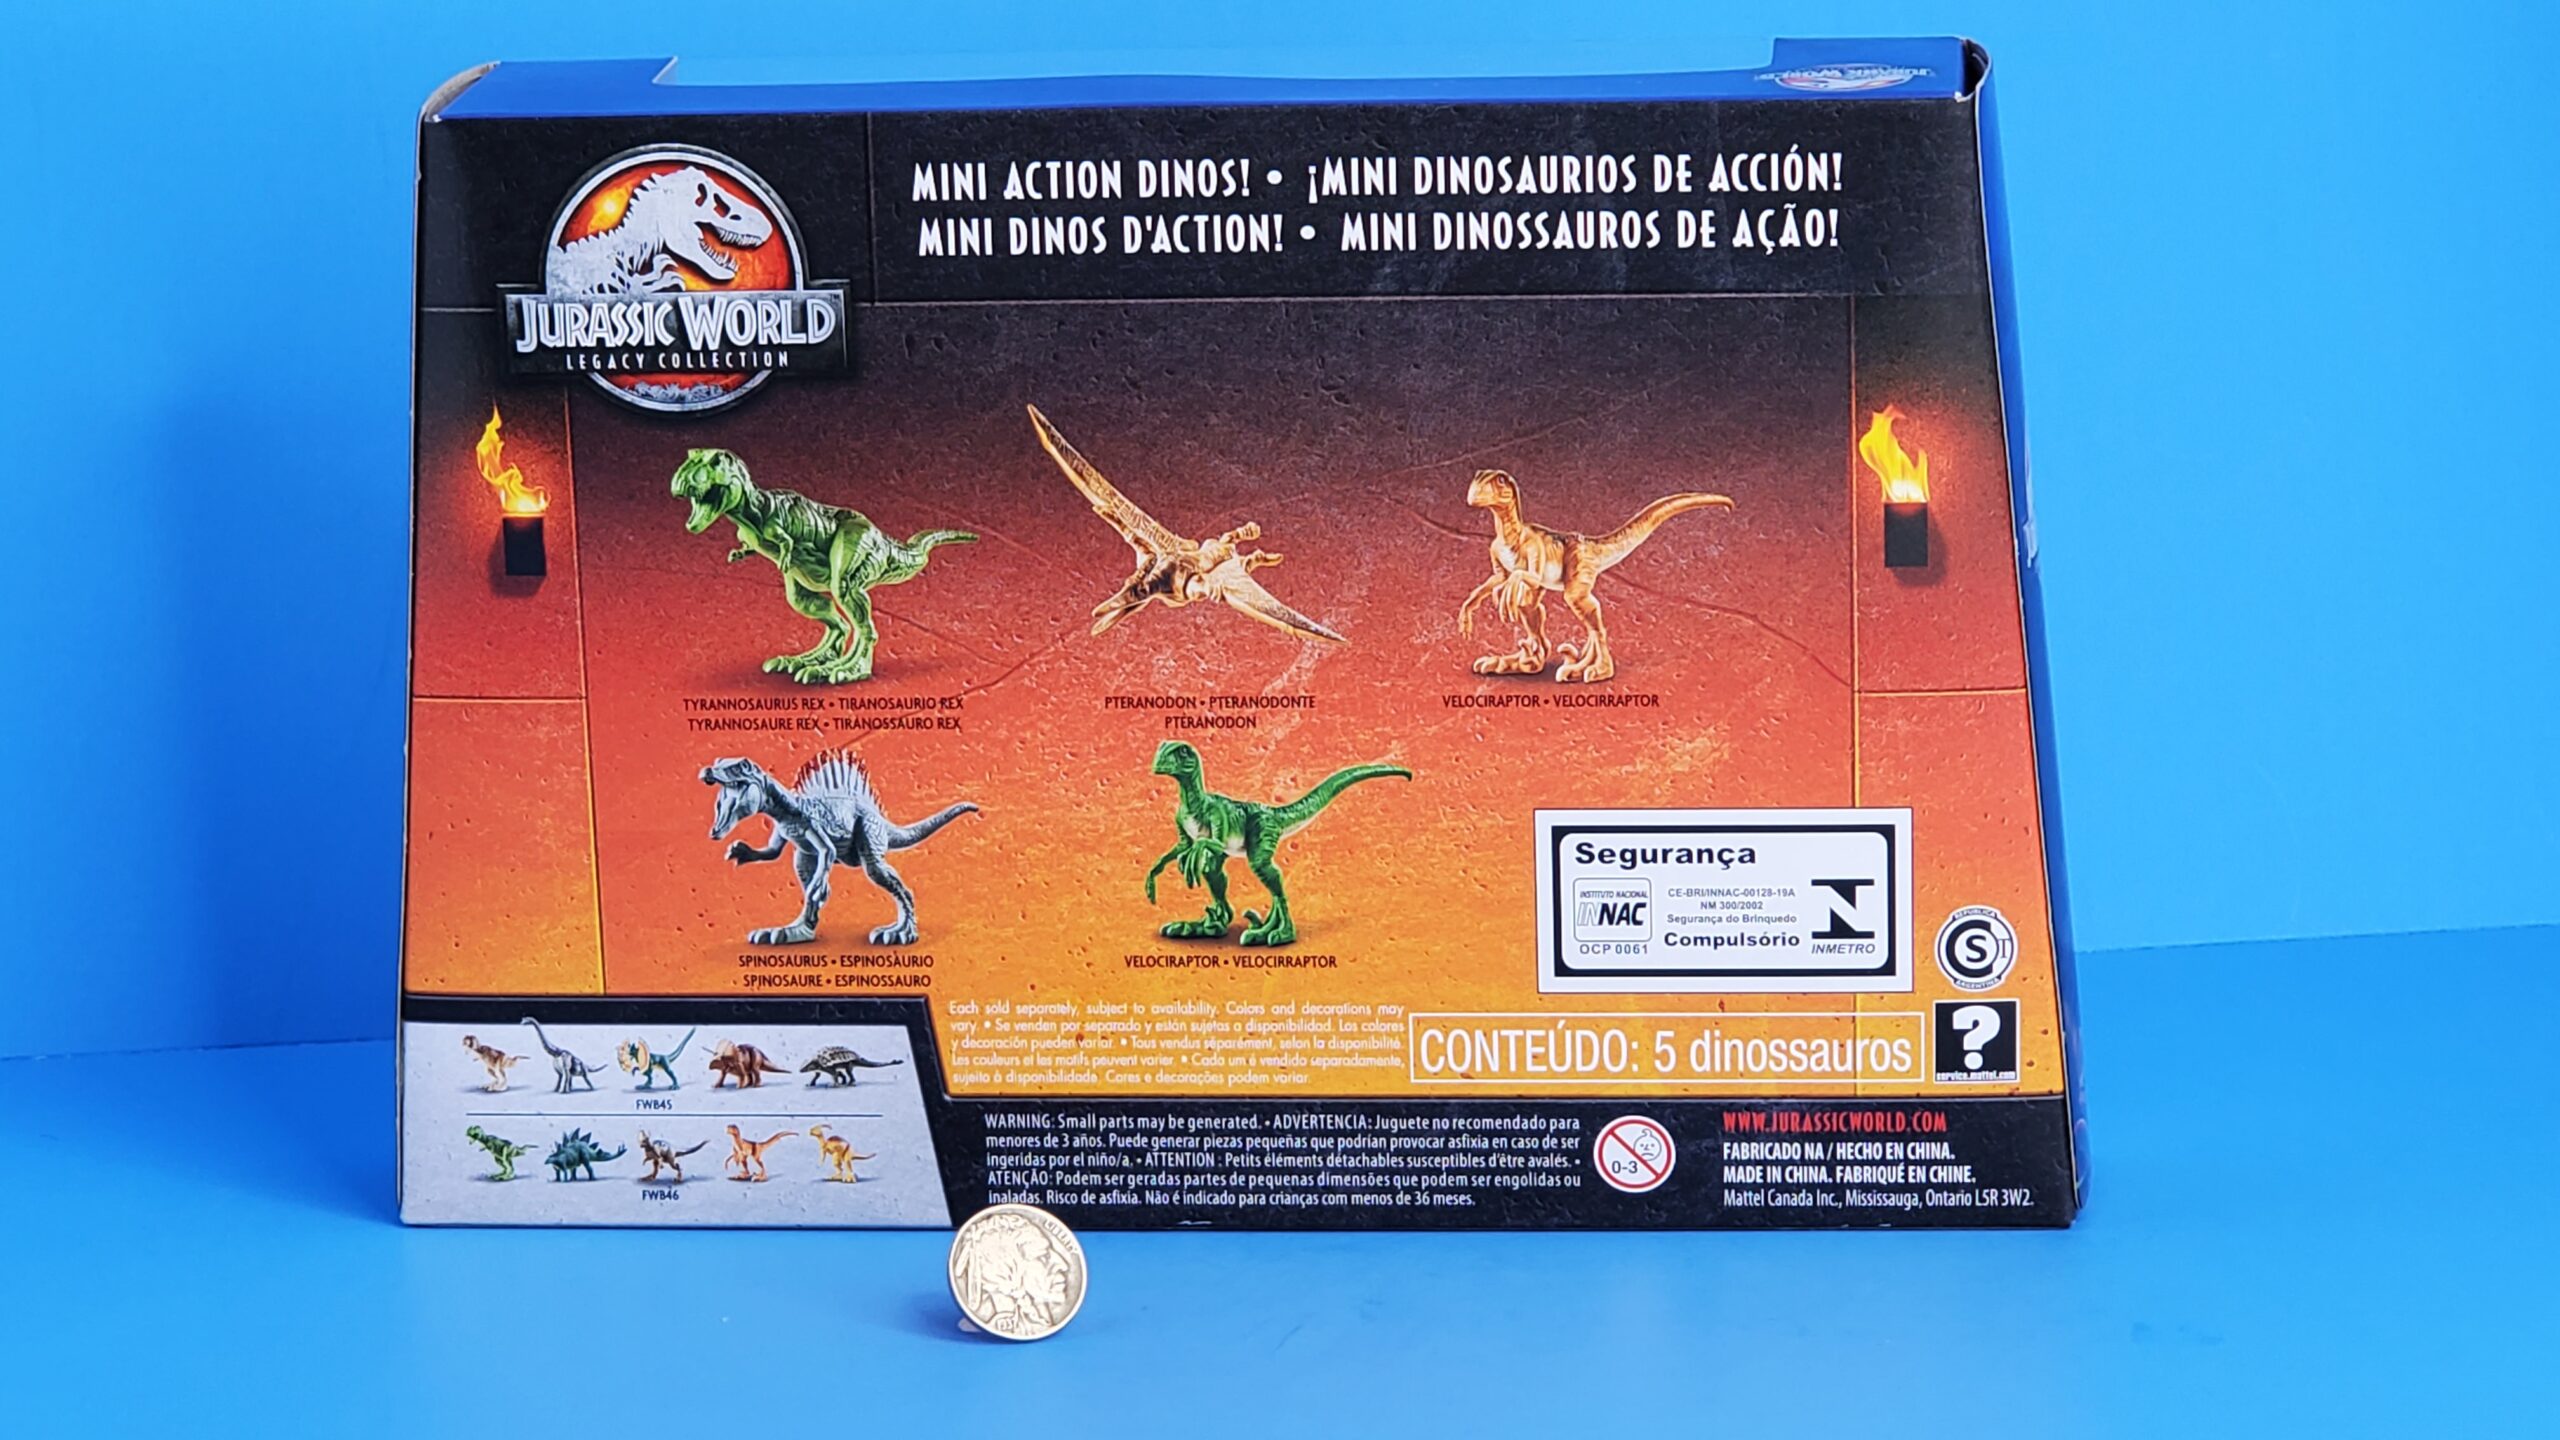 MINI ACTION DINOS! • ¡MINI DINOSAURIOS DE ACCIÓN!
MINI DINOS D'ACTION! • MINI DINOSSAUROS DE AÇÃO!
JURASSIC WORLD
LEGACY COLLECTION
TYRANNOSAURUS REX • TIRANOSAURIO REX
TYRANNOSAURE REX • TIRANOSSAURO REX
PTERANODON • PTERANODONTE
PTÉRANODON
VELOCIRAPTOR • VELOCIRRAPTOR
SPINOSAURUS • ESPINOSAURIO
SPINOSAURE • ESPINOSSAURO
VELOCIRAPTOR • VELOCIRRAPTOR
Segurança
INSTITUTO NACIONAL
INNAC
OCP 0061
CE-BRI/INNAC-00128-19A
NM 300/2002
Segurança do Brinquedo
Compulsório
INMETRO
S
ARGENTINA
Each sold separately, subject to availability. Colors and decorations may
vary. • Se venden por separado y están sujetas a disponibilidad. Los colores
y decoración pueden variar. • Tous vendus séparément, selon la disponibilité.
Les couleurs et les motifs peuvent varier. • Cada um é vendido separadamente,
sujeito à disponibilidade. Cores e decorações podem variar.
CONTEÚDO: 5 dinossauros
?
service.mattel.com
FWB45
FWB46
WARNING: Small parts may be generated. • ADVERTENCIA: Juguete no recomendado para
menores de 3 años. Puede generar piezas pequeñas que podrían provocar asfixia en caso de ser
ingeridas por el niño/a. • ATTENTION : Petits éléments détachables susceptibles d'être avalés. •
ATENÇÃO: Podem ser geradas partes de pequenas dimensões que podem ser engolidas ou
inaladas. Risco de asfixia. Não é indicado para crianças com menos de 36 meses.
0-3
WWW.JURASSICWORLD.COM
FABRICADO NA / HECHO EN CHINA.
MADE IN CHINA. FABRIQUÉ EN CHINE.
Mattel Canada Inc., Mississauga, Ontario L5R 3W2.
LIBERTY
1937